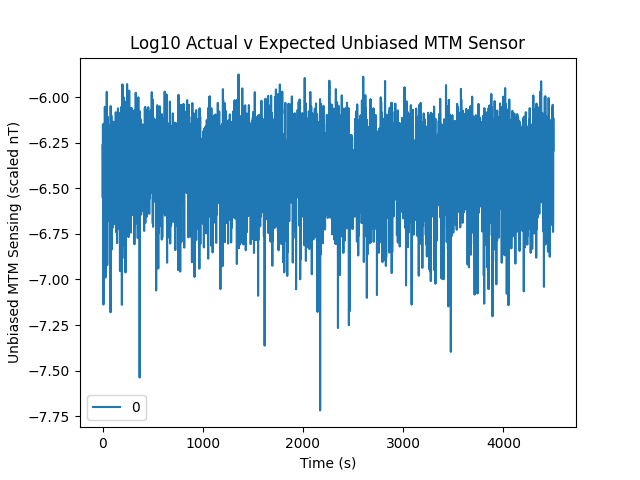 Log10 Actual v Expected Unbiased MTM Sensor
Unbiased MTM Sensing (scaled nT)
−6.00
−6.25
−6.50
−6.75
−7.00
−7.25
−7.50
−7.75
0
0 1000 2000 3000 4000
Time (s)